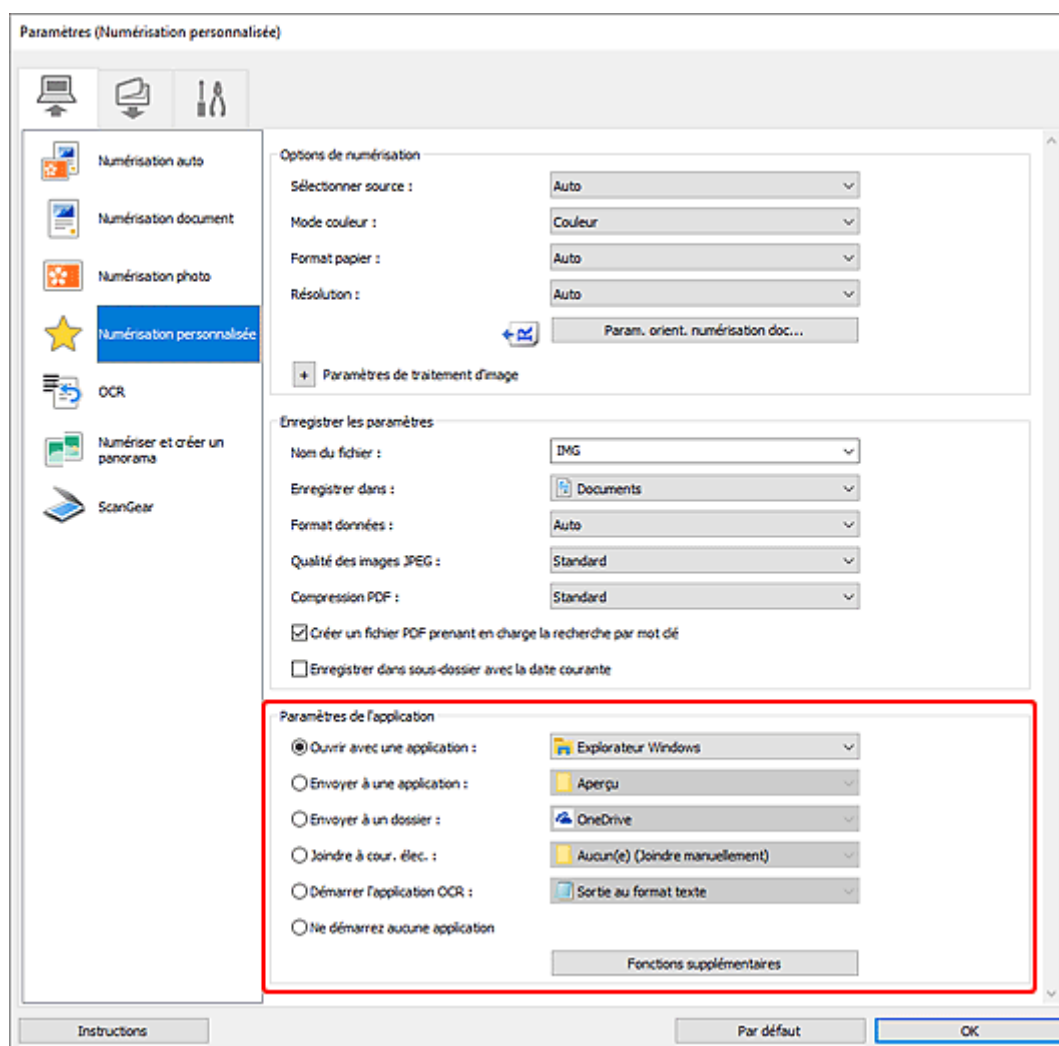 Paramètres (Numérisation personnalisée)
Numérisation auto
Numérisation document
Numérisation photo
Numérisation personnalisée
OCR
Numériser et créer un
panorama
ScanGear
Options de numérisation
Sélectionner source : Auto
Mode couleur : Couleur
Format papier : Auto
Résolution : Auto
Param. orient. numérisation doc...
+ Paramètres de traitement d'image
Enregistrer les paramètres
Nom du fichier : IMG
Enregistrer dans : Documents
Format données : Auto
Qualité des images JPEG : Standard
Compression PDF : Standard
Créer un fichier PDF prenant en charge la recherche par mot clé
Enregistrer dans sous-dossier avec la date courante
Paramètres de l'application
Ouvrir avec une application : Explorateur Windows
Envoyer à une application : Aperçu
Envoyer à un dossier : OneDrive
Joindre à cour. élec. : Aucun(e) (Joindre manuellement)
Démarrer l'application OCR : Sortie au format texte
Ne démarrez aucune application
Fonctions supplémentaires
Instructions
Par défaut
OK